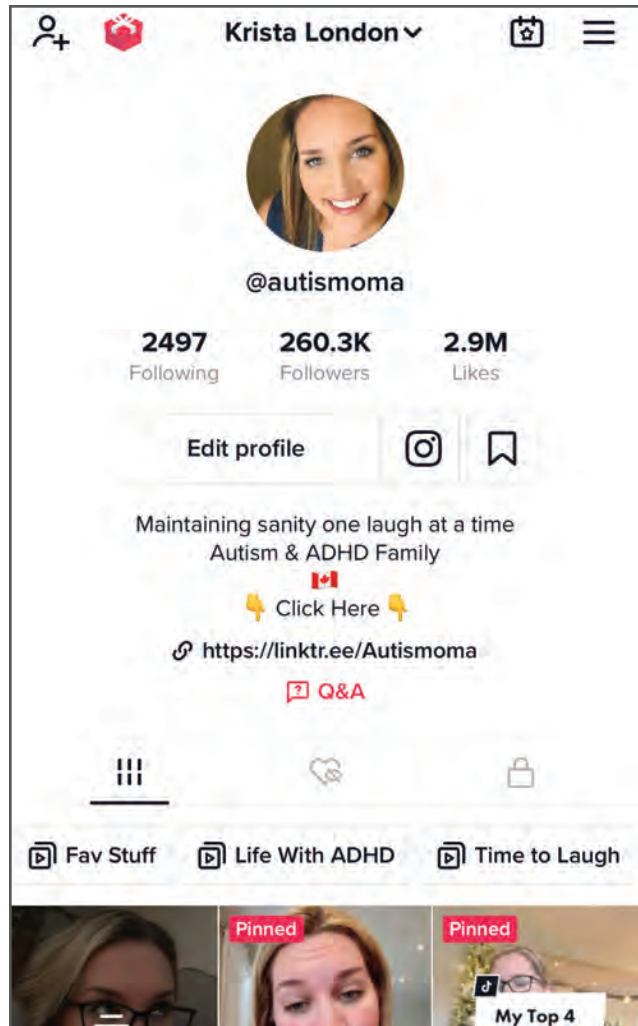 Krista London
@autismoma
2497 260.3K 2.9M
Following Followers Likes
Edit profile
Maintaining sanity one laugh at a time
Autism & ADHD Family
👇 Click Here 👇
https://linktr.ee/Autismoma
Q&A
Fav Stuff Life With ADHD Time to Laugh
Pinned Pinned
My Top 4